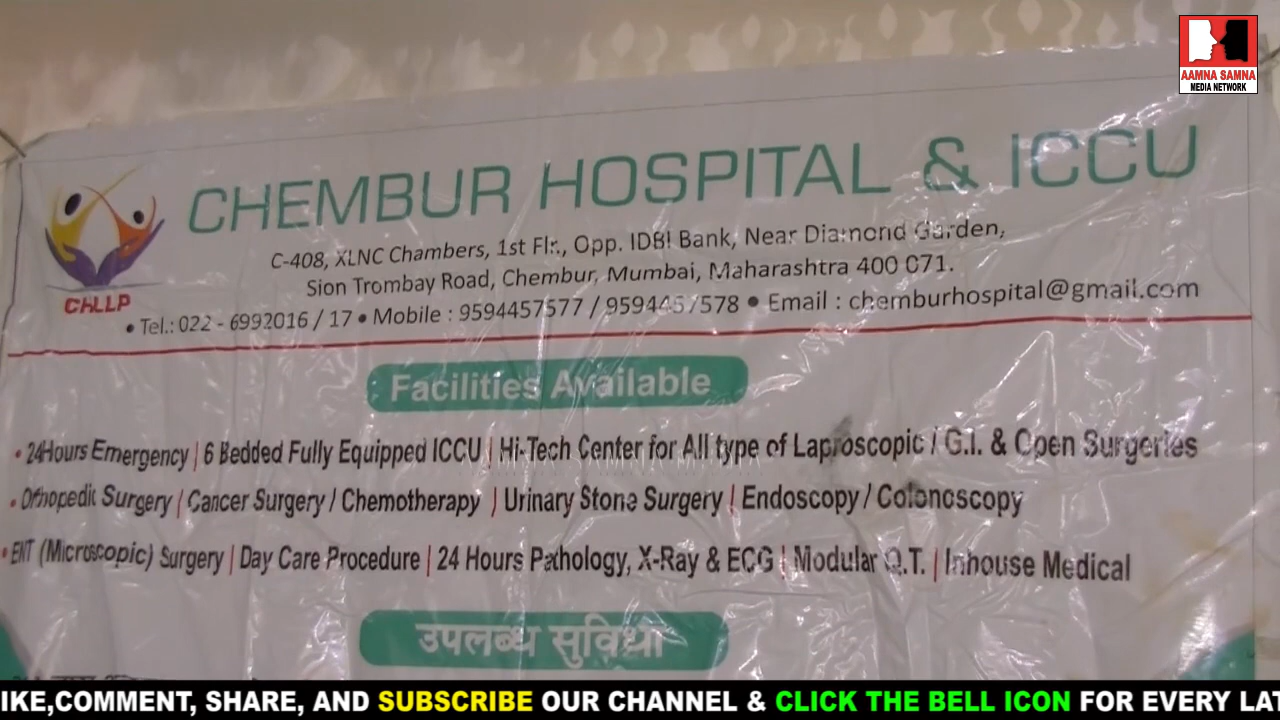 AAMNA SAMNA
MEDIA NETWORK
CHEMBUR HOSPITAL & ICCU
C-408, XLNC Chambers, 1st Flr., Opp. IDBI Bank, Near Diamond Garden,
Sion Trombay Road, Chembur, Mumbai, Maharashtra 400 071.
CHLLP
• Tel.: 022 - 6992016 / 17 • Mobile : 9594457577 / 9594457578 • Email : chemburhospital@gmail.com
Facilities Available
• 24Hours Emergency | 6 Bedded Fully Equipped ICCU | Hi-Tech Center for All type of Laproscopic / G.I. & Open Surgeries
• Orthopedic Surgery | Cancer Surgery / Chemotherapy | Urinary Stone Surgery | Endoscopy / Colonoscopy
• ENT (Microscopic) Surgery | Day Care Procedure | 24 Hours Pathology, X-Ray & ECG | Modular O.T. | Inhouse Medical
उपलब्ध सुविधा
IKE,COMMENT, SHARE, AND SUBSCRIBE OUR CHANNEL & CLICK THE BELL ICON FOR EVERY LAT